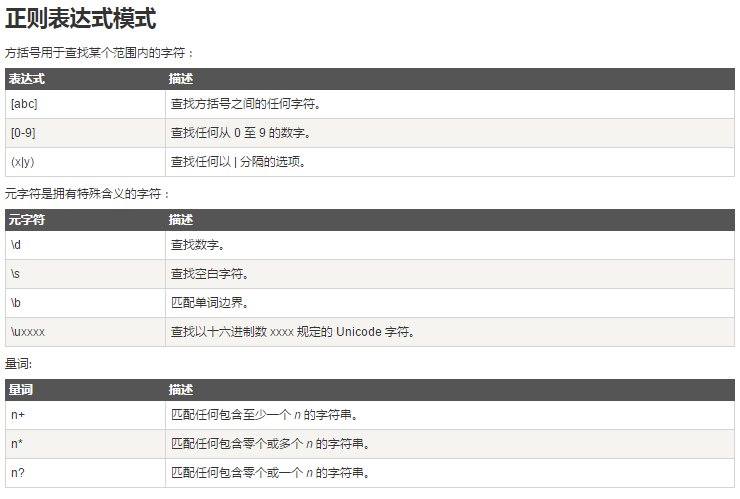 正则表达式模式
方括号用于查找某个范围内的字符：
表达式 描述
[abc] 查找方括号之间的任何字符。
[0-9] 查找任何从 0 至 9 的数字。
(x|y) 查找任何以 | 分隔的选项。
元字符是拥有特殊含义的字符：
元字符 描述
\d 查找数字。
\s 查找空白字符。
\b 匹配单词边界。
\uxxxx 查找以十六进制数 xxxx 规定的 Unicode 字符。
量词:
量词 描述
n+ 匹配任何包含至少一个 n 的字符串。
n* 匹配任何包含零个或多个 n 的字符串。
n? 匹配任何包含零个或一个 n 的字符串。